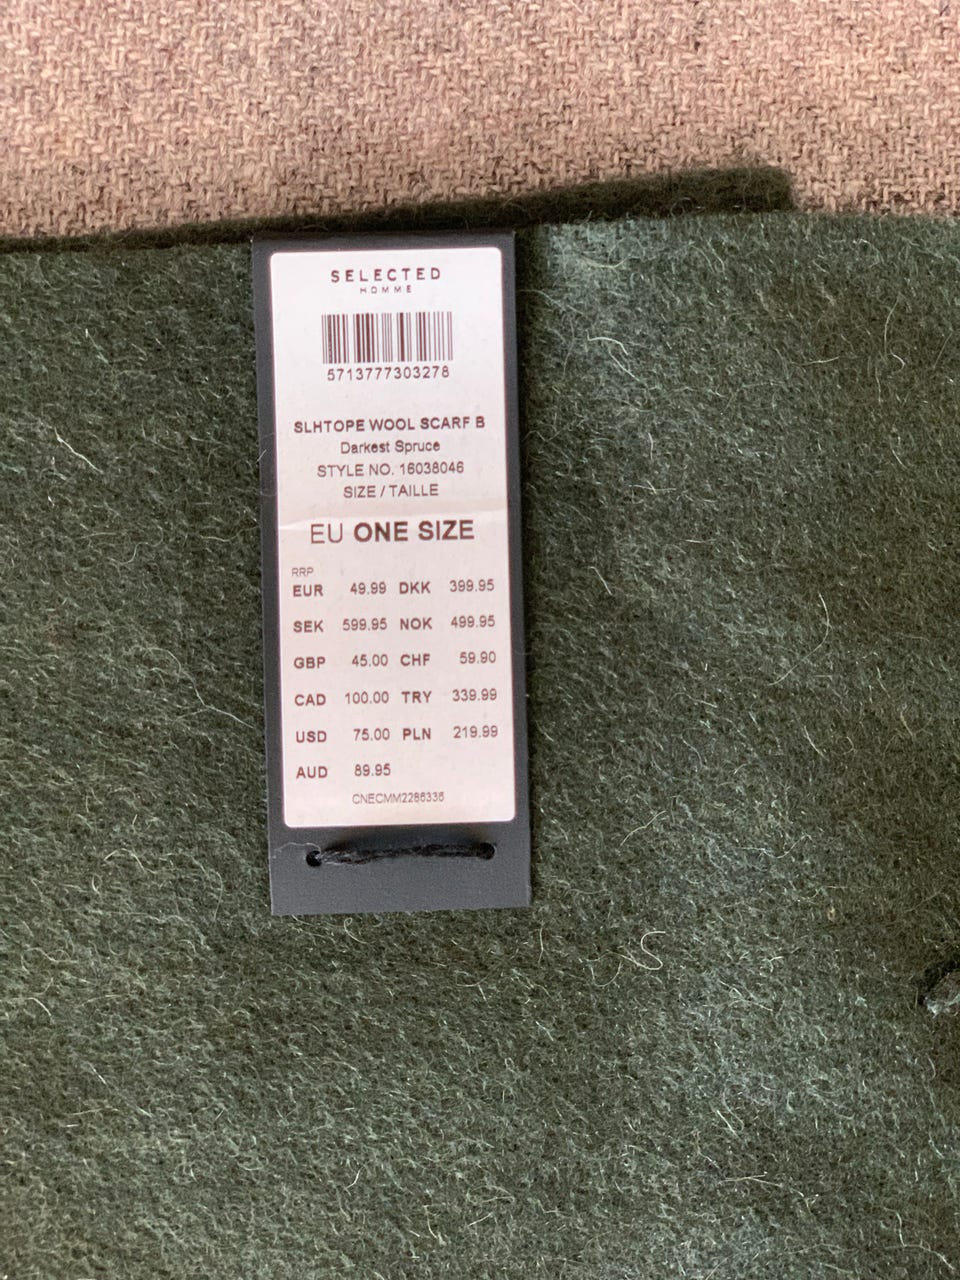 SELECTED
HOMME
5713777303278
SLHTOPE WOOL SCARF B
Darkest Spruce
STYLE NO. 16038046
SIZE / TAILLE
EU ONE SIZE
RRP
EUR 49.99 DKK 399.95
SEK 599.95 NOK 499.95
GBP 45.00 CHF 59.90
CAD 100.00 TRY 339.99
USD 75.00 PLN 219.99
AUD 89.95
CNECMM2286336